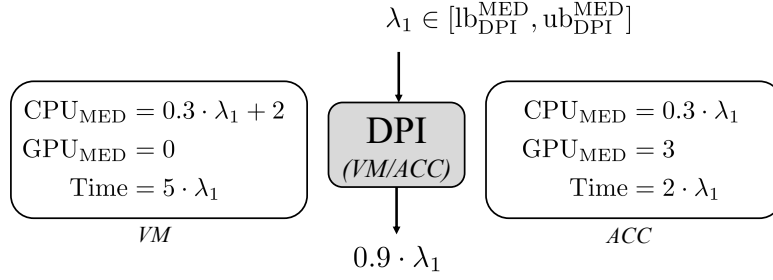 λ₁ ∈ [lb_DPI^MED, ub_DPI^MED]
CPU_MED = 0.3 · λ₁ + 2
GPU_MED = 0
Time = 5 · λ₁
VM
DPI
(VM/ACC)
0.9 · λ₁
CPU_MED = 0.3 · λ₁
GPU_MED = 3
Time = 2 · λ₁
ACC